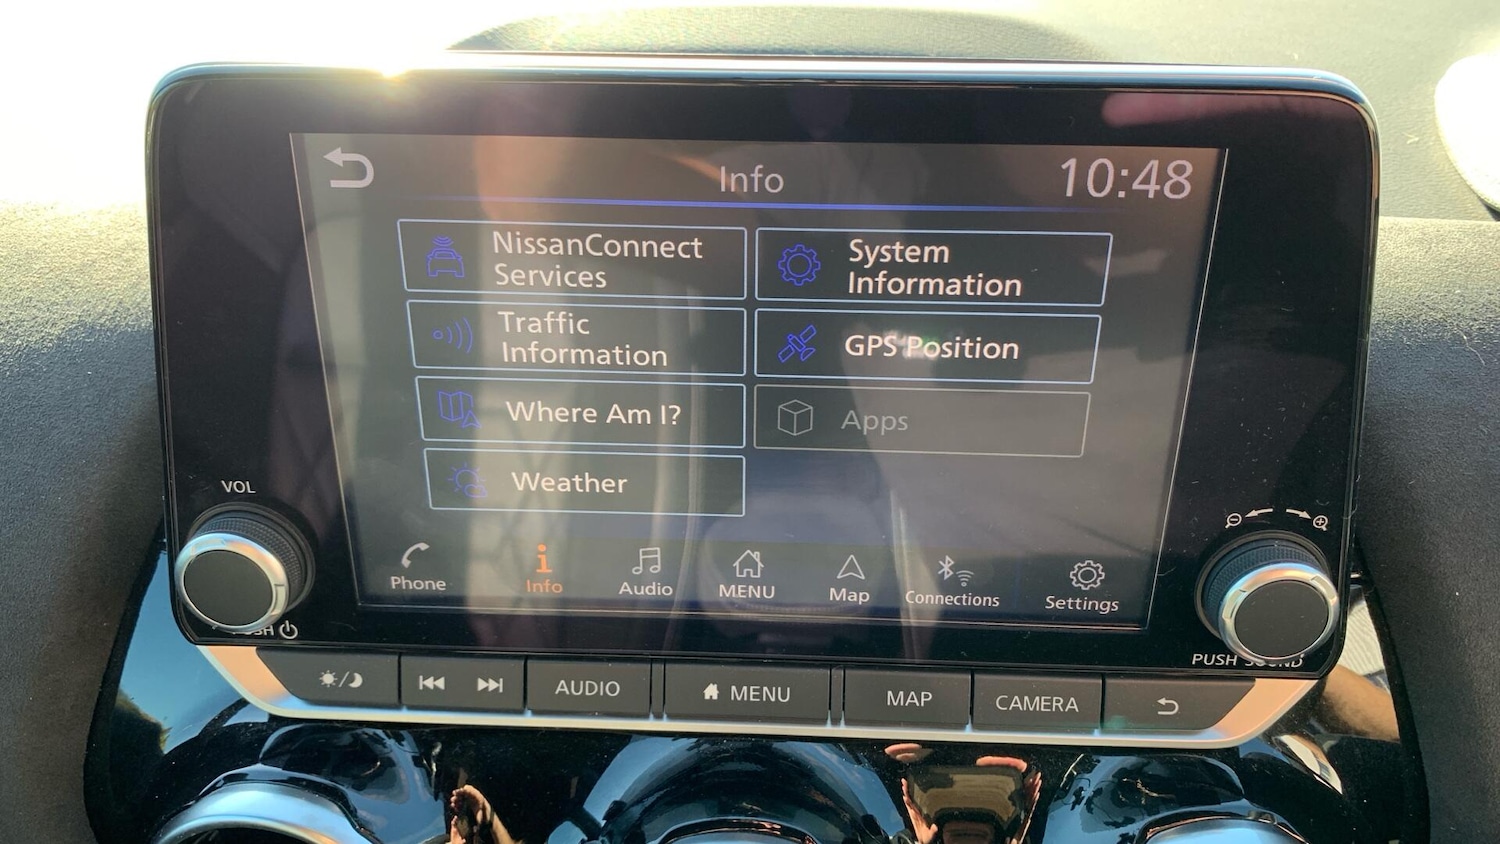 Info
10:48
NissanConnect
Services
System
Information
Traffic
Information
GPS Position
Where Am I?
Apps
Weather
VOL
Phone
Info
Audio
MENU
Map
Connections
Settings
PUSH
PUSH SOUND
AUDIO
MENU
MAP
CAMERA